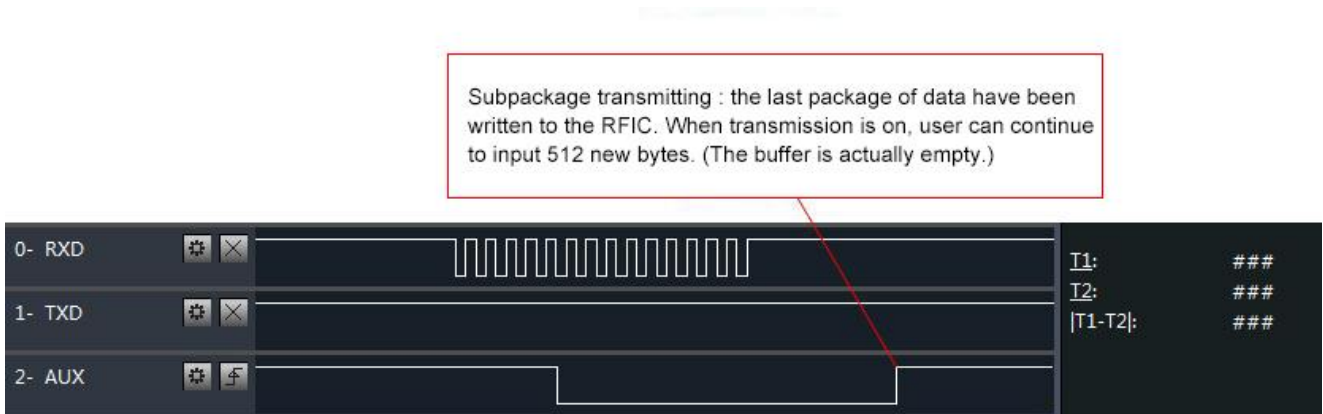 Subpackage transmitting : the last package of data have been
written to the RFIC. When transmission is on, user can continue
to input 512 new bytes. (The buffer is actually empty.)
0- RXD
1- TXD
2- AUX
T1: ###
T2: ###
|T1-T2|: ###